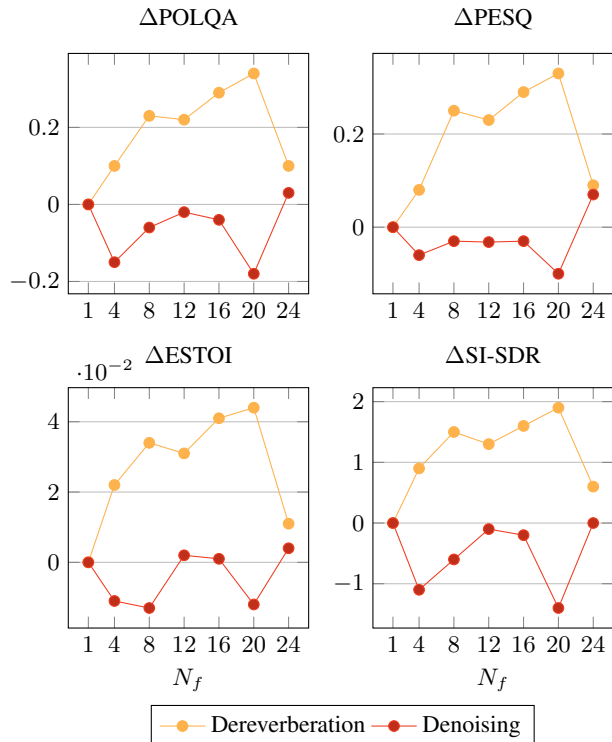 ΔPOLQA
0.2
0
−0.2
1 4 8 12 16 20 24
ΔPESQ
0.2
0
1 4 8 12 16 20 24
ΔESTOI
·10⁻²
4
2
0
1 4 8 12 16 20 24
N_f
ΔSI-SDR
2
1
0
−1
1 4 8 12 16 20 24
N_f
Dereverberation Denoising